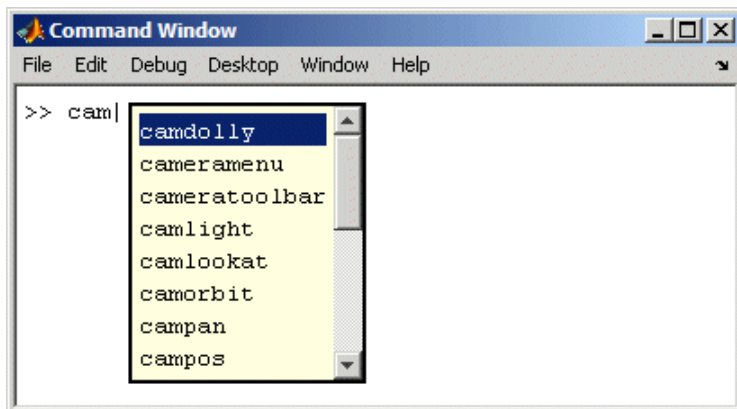 Command Window
File Edit Debug Desktop Window Help
>> cam
camdolly
cameramenu
cameratoolbar
camlight
camlookat
camorbit
campan
campos